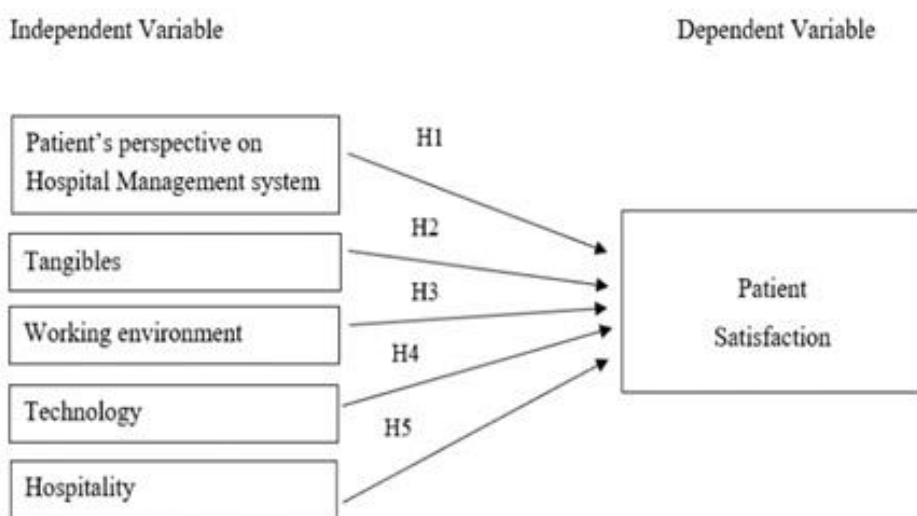 Independent Variable
Dependent Variable
Patient’s perspective on
Hospital Management system
H1
Tangibles
H2
Working environment
H3
Technology
H4
Hospitality
H5
Patient
Satisfaction